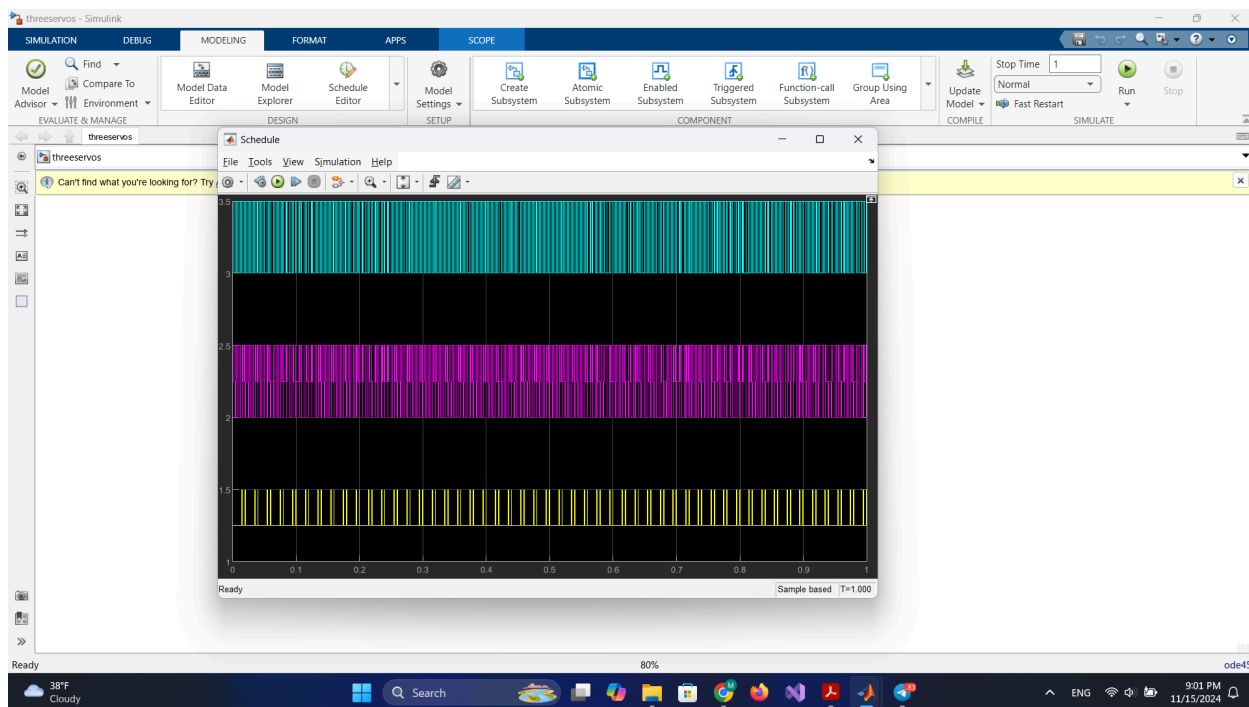 threeservos - Simulink
SIMULATION DEBUG MODELING FORMAT APPS SCOPE
Model Advisor
Find
Compare To
Environment
Model Data Editor
Model Explorer
Schedule Editor
Model Settings
Create Subsystem
Atomic Subsystem
Enabled Subsystem
Triggered Subsystem
Function-call Subsystem
Group Using Area
Update Model
Stop Time 1
Normal
Fast Restart
Run
Stop
EVALUATE & MANAGE DESIGN SETUP COMPONENT COMPILE SIMULATE
threeservos
threeservos
Can't find what you're looking for? Try
Schedule
File Tools View Simulation Help
3.5
3
2.5
2
1.5
1
0 0.1 0.2 0.3 0.4 0.5 0.6 0.7 0.8 0.9 1
Ready Sample based T=1.000
Ready 80% ode45
38°F
Cloudy
Search
83
ENG
9:01 PM
11/15/2024